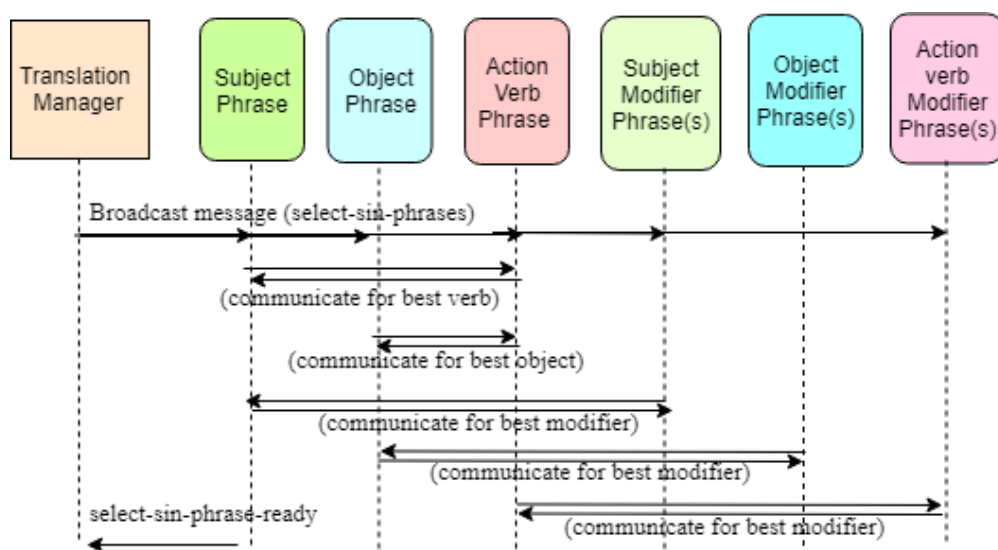 Translation
Manager
Subject
Phrase
Object
Phrase
Action
Verb
Phrase
Subject
Modifier
Phrase(s)
Object
Modifier
Phrase(s)
Action
verb
Modifier
Phrase(s)
Broadcast message (select-sin-phrases)
(communicate for best verb)
(communicate for best object)
(communicate for best modifier)
(communicate for best modifier)
select-sin-phrase-ready
(communicate for best modifier)